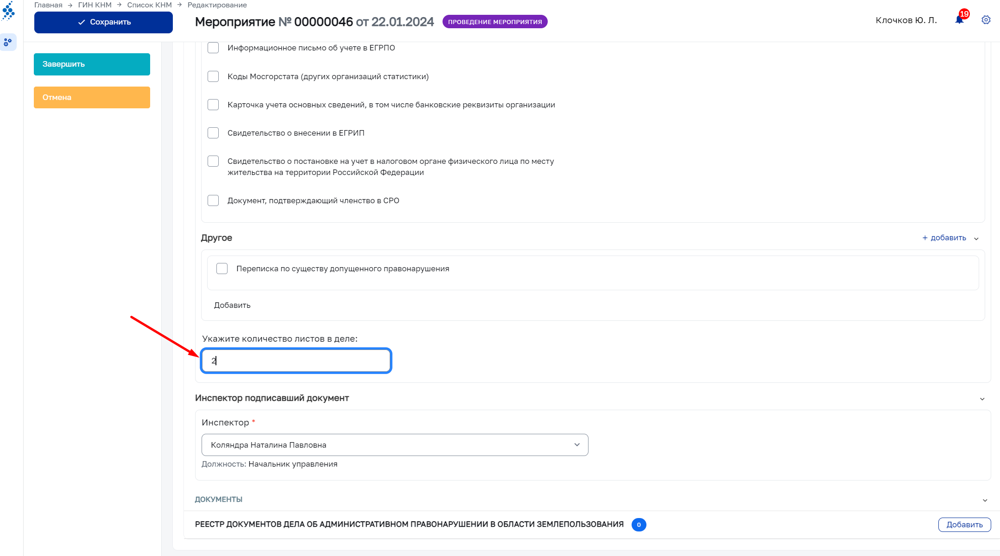 Главная → ГИН КНМ → Список КНМ → Редактирование
Сохранить
Мероприятие № 00000046 от 22.01.2024
ПРОВЕДЕНИЕ МЕРОПРИЯТИЯ
Клочков Ю. Л.
19
Завершить
Отмена
Информационное письмо об учете в ЕГРПО
Коды Мосгорстата (других организаций статистики)
Карточка учета основных сведений, в том числе банковские реквизиты организации
Свидетельство о внесении в ЕГРИП
Свидетельство о постановке на учет в налоговом органе физического лица по месту
жительства на территории Российской Федерации
Документ, подтверждающий членство в СРО
Другое
+ добавить
Переписка по существу допущенного правонарушения
Добавить
Укажите количество листов в деле:
2
Инспектор подписавший документ
Инспектор *
Коляндра Наталина Павловна
Должность: Начальник управления
ДОКУМЕНТЫ
РЕЕСТР ДОКУМЕНТОВ ДЕЛА ОБ АДМИНИСТРАТИВНОМ ПРАВОНАРУШЕНИИ В ОБЛАСТИ ЗЕМЛЕПОЛЬЗОВАНИЯ 0
Добавить